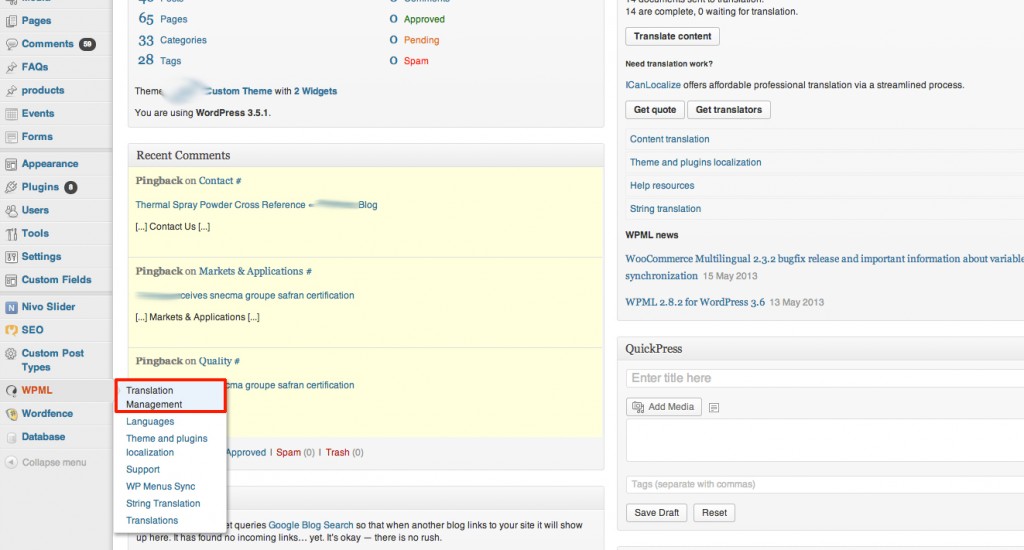 Pages
Comments 59
FAQs
products
Events
Forms
Appearance
Plugins 8
Users
Tools
Settings
Custom Fields
Nivo Slider
SEO
Custom Post
Types
WPML
Wordfence
Database
Collapse menu
Translation
Management
Languages
Theme and plugins
localization
Support
WP Menus Sync
String Translation
Translations
Posts
65 Pages
0 Approved
33 Categories
0 Pending
28 Tags
0 Spam
Theme Custom Theme with 2 Widgets
You are using WordPress 3.5.1.
Recent Comments
Pingback on Contact #
Thermal Spray Powder Cross Reference Blog
[...] Contact Us [...]
Pingback on Markets & Applications #
ceives snecma groupe safran certification
[...] Markets & Applications [...]
Pingback on Quality #
cma groupe safran certification
Approved | Spam (0) | Trash (0)
queries Google Blog Search so that when another blog links to your site it will show
up here. It has found no incoming links… yet. It's okay — there is no rush.
14 are complete, 0 waiting for translation.
Translate content
Need translation work?
ICanLocalize offers affordable professional translation via a streamlined process.
Get quote
Get translators
Content translation
Theme and plugins localization
Help resources
String translation
WPML news
WooCommerce Multilingual 2.3.2 bugfix release and important information about variable
synchronization 15 May 2013
WPML 2.8.2 for WordPress 3.6 13 May 2013
QuickPress
Enter title here
Add Media
Tags (separate with commas)
Save Draft
Reset